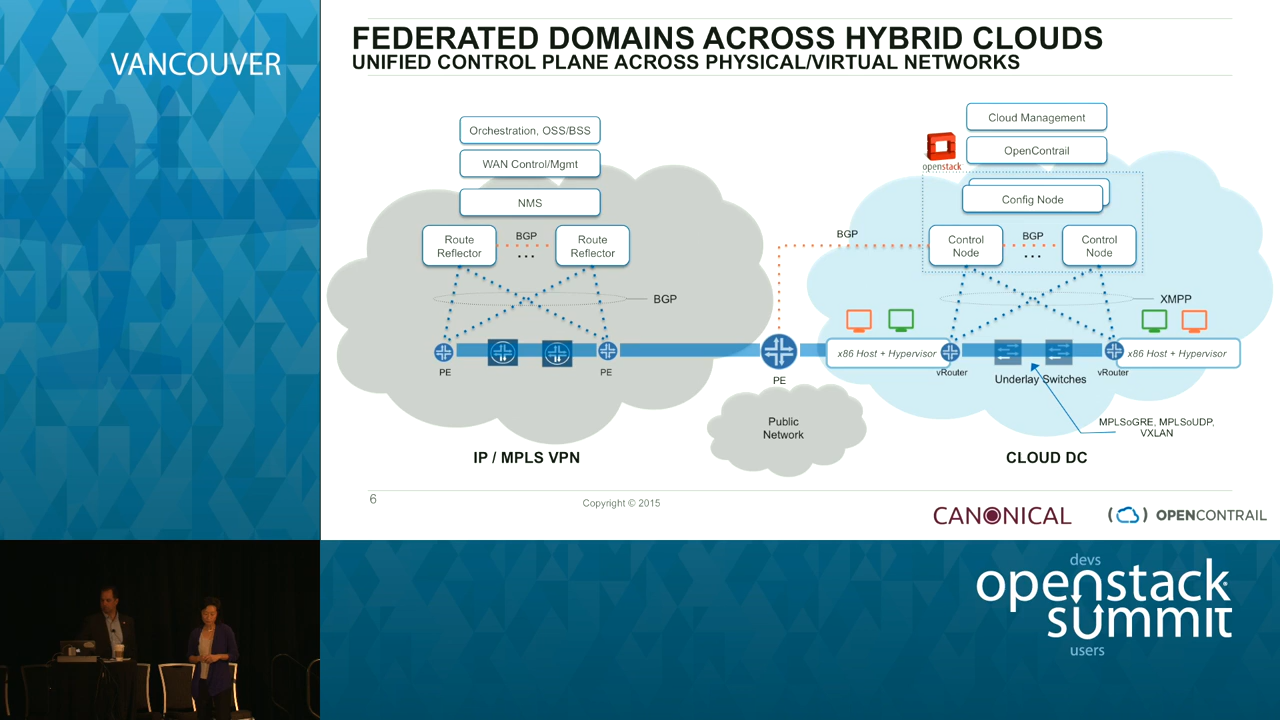 VANCOUVER
FEDERATED DOMAINS ACROSS HYBRID CLOUDS
UNIFIED CONTROL PLANE ACROSS PHYSICAL/VIRTUAL NETWORKS
Orchestration, OSS/BSS
WAN Control/Mgmt
NMS
Route
Reflector
BGP
...
Route
Reflector
BGP
PE
PE
IP / MPLS VPN
BGP
PE
Public
Network
Cloud Management
OpenContrail
openstack
Config Node
Control
Node
BGP
...
Control
Node
XMPP
x86 Host + Hypervisor
x86 Host + Hypervisor
vRouter
Underlay Switches
vRouter
MPLSoGRE, MPLSoUDP,
VXLAN
CLOUD DC
6
Copyright © 2015
CANONICAL
OPENCONTRAIL
devs
openstack
summit
users